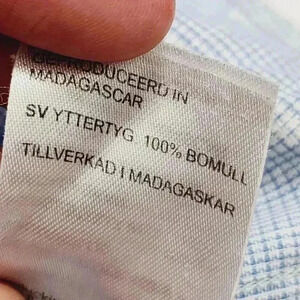 GEPRODUCEERD IN
MADAGASCAR
SV YTTERTYG 100% BOMULL
TILLVERKAD I MADAGASKAR